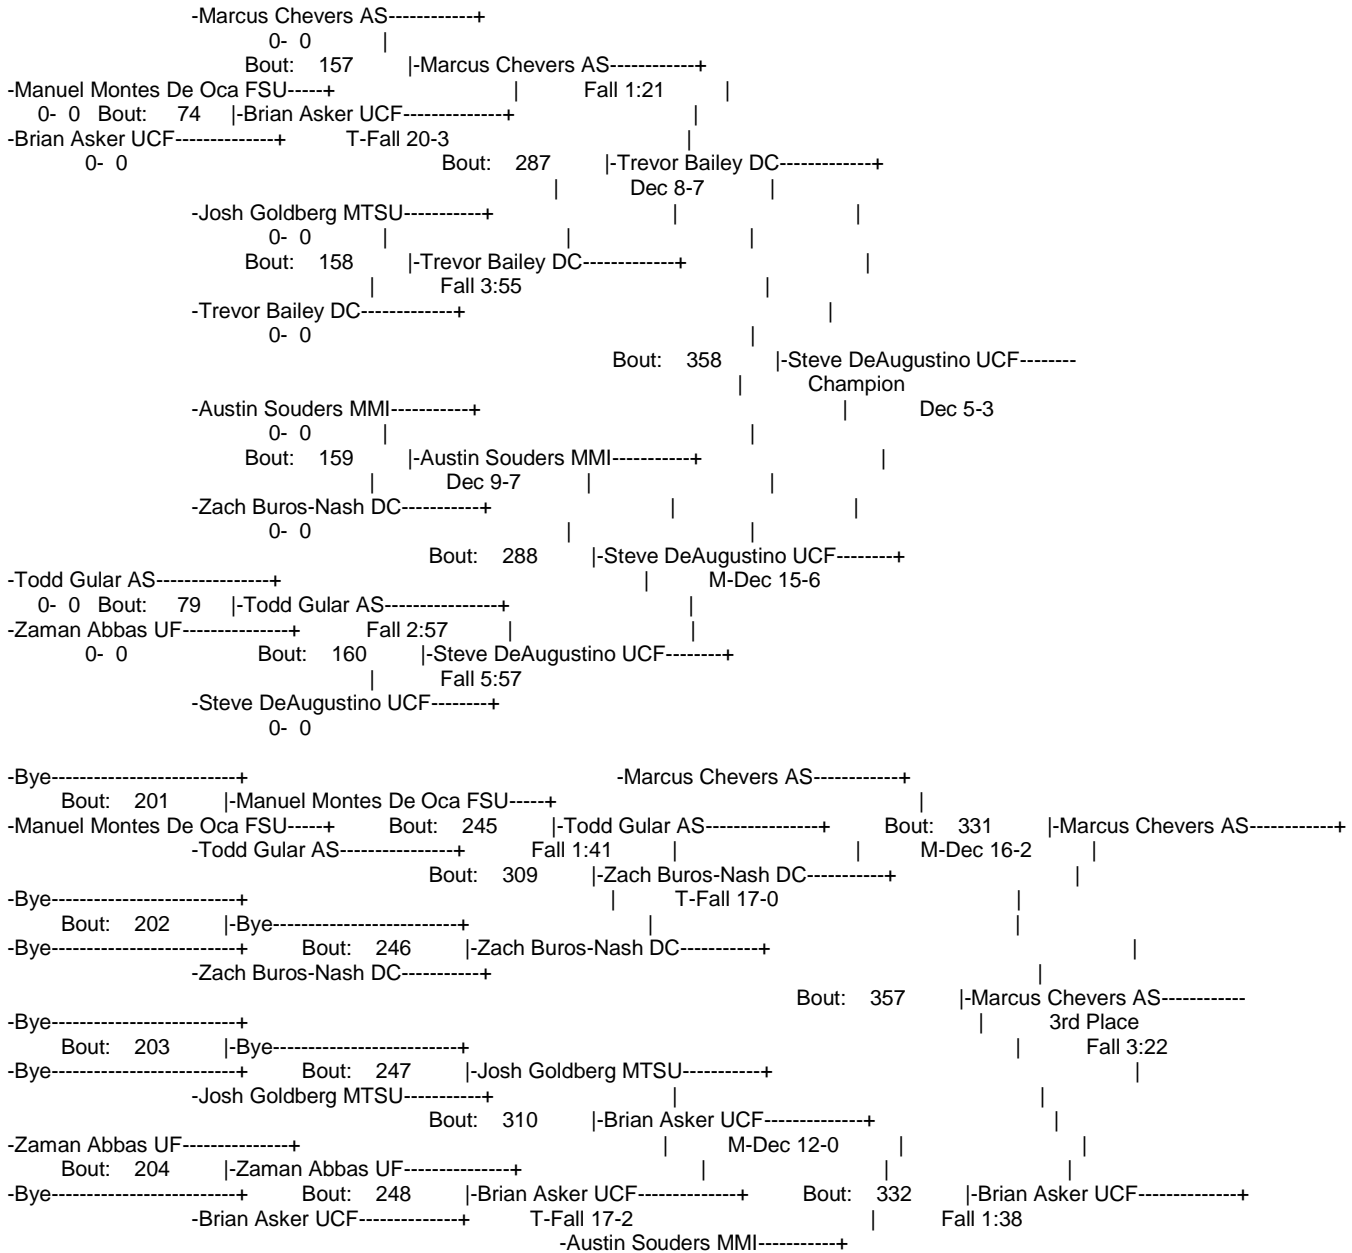 -Marcus Chevers AS------------+
0- 0 |
Bout: 157 |-Marcus Chevers AS------------+
-Manuel Montes De Oca FSU-----+ | Fall 1:21 |
0- 0 Bout: 74 |-Brian Asker UCF--------------+ |
-Brian Asker UCF--------------+ T-Fall 20-3 |
0- 0 Bout: 287 |-Trevor Bailey DC-------------+
| Dec 8-7 |
-Josh Goldberg MTSU-----------+ | |
0- 0 | | |
Bout: 158 |-Trevor Bailey DC-------------+ |
| Fall 3:55 |
-Trevor Bailey DC-------------+ |
0- 0 |
Bout: 358 |-Steve DeAugustino UCF--------
| Champion
-Austin Souders MMI-----------+ | Dec 5-3
0- 0 | |
Bout: 159 |-Austin Souders MMI-----------+ |
| Dec 9-7 | |
-Zach Buros-Nash DC-----------+ | |
0- 0 | |
Bout: 288 |-Steve DeAugustino UCF--------+
-Todd Gular AS----------------+ | M-Dec 15-6
0- 0 Bout: 79 |-Todd Gular AS----------------+ |
-Zaman Abbas UF---------------+ Fall 2:57 | |
0- 0 Bout: 160 |-Steve DeAugustino UCF--------+
| Fall 5:57
-Steve DeAugustino UCF--------+
0- 0
-Bye--------------------------+ -Marcus Chevers AS------------+
Bout: 201 |-Manuel Montes De Oca FSU-----+ |
-Manuel Montes De Oca FSU-----+ Bout: 245 |-Todd Gular AS----------------+ Bout: 331 |-Marcus Chevers AS------------+
-Todd Gular AS----------------+ Fall 1:41 | | M-Dec 16-2 |
Bout: 309 |-Zach Buros-Nash DC-----------+ |
-Bye--------------------------+ | T-Fall 17-0 |
Bout: 202 |-Bye--------------------------+ | |
-Bye--------------------------+ Bout: 246 |-Zach Buros-Nash DC-----------+ |
-Zach Buros-Nash DC-----------+ |
Bout: 357 |-Marcus Chevers AS------------
-Bye--------------------------+ | 3rd Place
Bout: 203 |-Bye--------------------------+ | Fall 3:22
-Bye--------------------------+ Bout: 247 |-Josh Goldberg MTSU-----------+ |
-Josh Goldberg MTSU-----------+ | |
Bout: 310 |-Brian Asker UCF--------------+ |
-Zaman Abbas UF---------------+ | M-Dec 12-0 | |
Bout: 204 |-Zaman Abbas UF---------------+ | | |
-Bye--------------------------+ Bout: 248 |-Brian Asker UCF--------------+ Bout: 332 |-Brian Asker UCF--------------+
-Brian Asker UCF--------------+ T-Fall 17-2 | Fall 1:38
-Austin Souders MMI-----------+